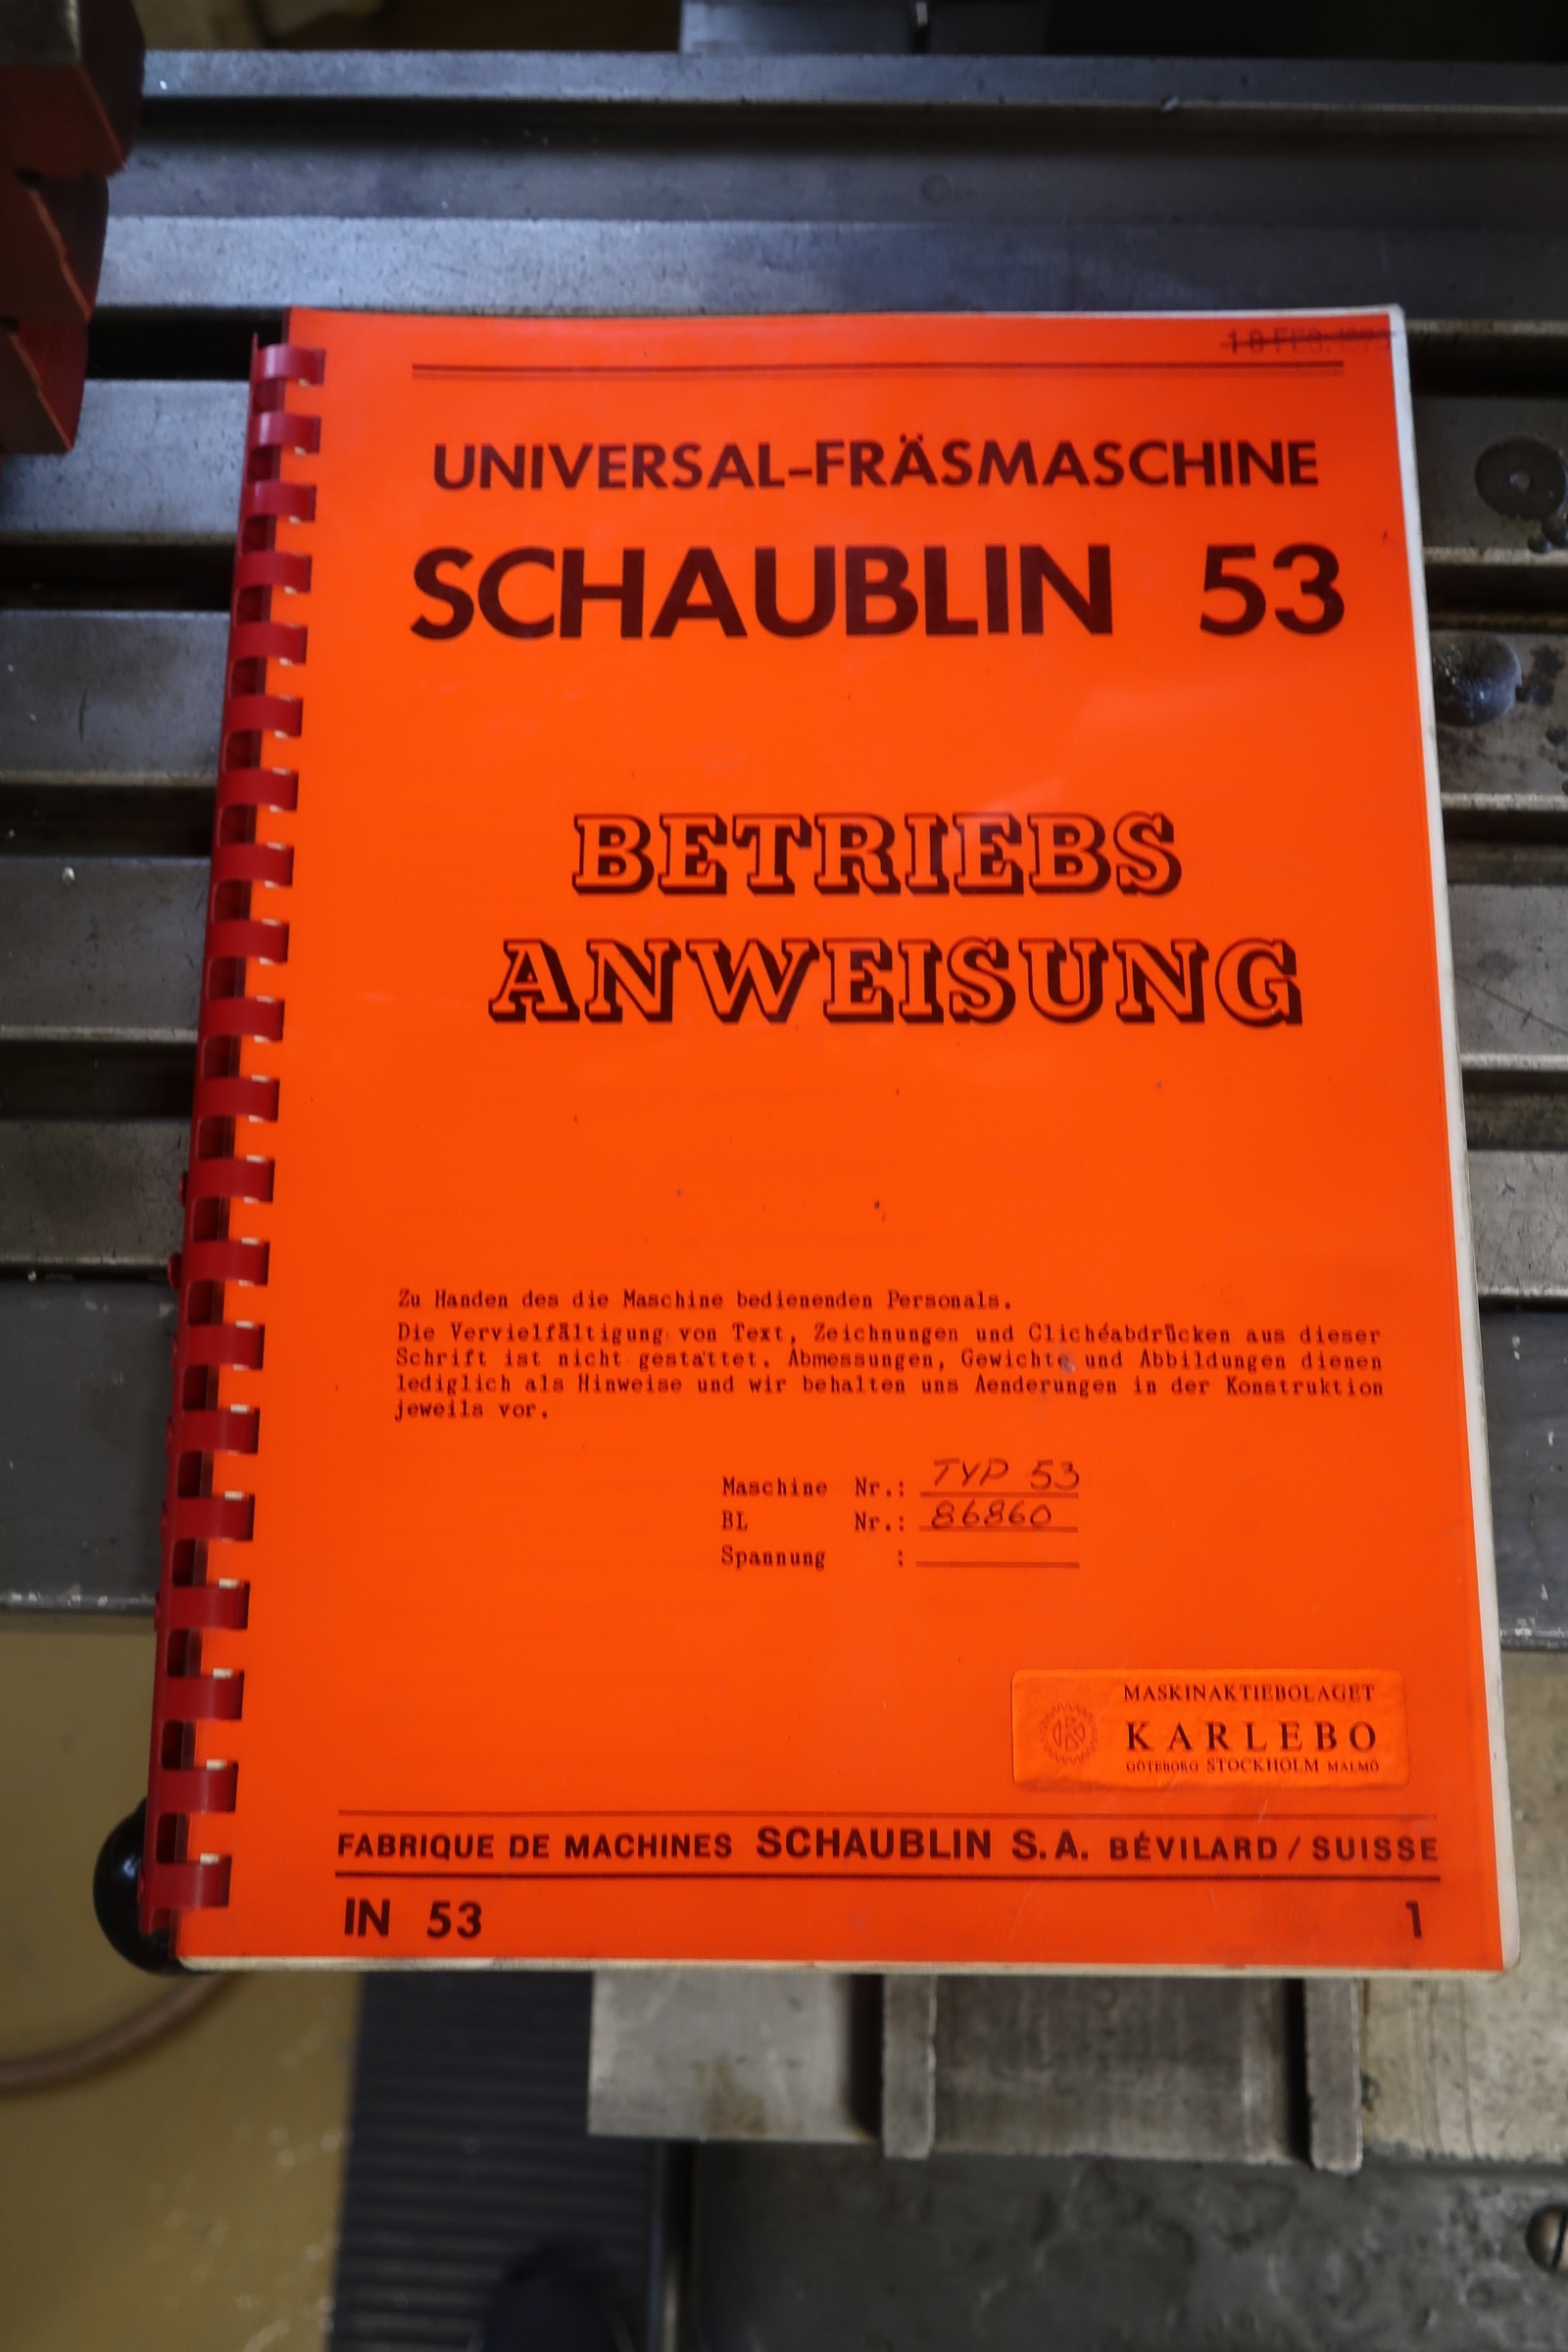 18 FEB.
UNIVERSAL-FRÄSMASCHINE
SCHAUBLIN 53
BETRIEBS
ANWEISUNG
Zu Handen des die Maschine bedienenden Personals.
Die Vervielfältigung von Text, Zeichnungen und Clichéabdrücken aus dieser
Schrift ist nicht gestattet. Abmessungen, Gewichte und Abbildungen dienen
lediglich als Hinweise und wir behalten uns Aenderungen in der Konstruktion
jeweils vor.
Maschine Nr.: TYP 53
BL Nr.: 86860
Spannung :
MASKINAKTIEBOLAGET
KARLEBO
GÖTEBORG STOCKHOLM MALMÖ
FABRIQUE DE MACHINES SCHAUBLIN S.A. BÉVILARD / SUISSE
IN 53 1